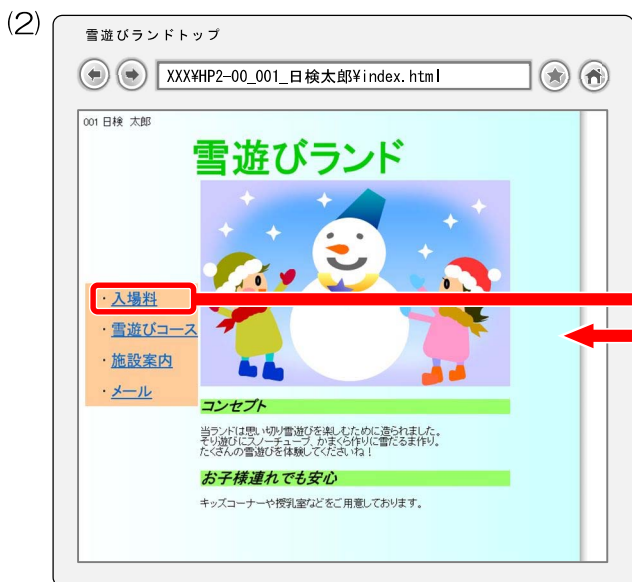 (2)
雪遊びランドトップ
XXX¥HP2-00_001_日検太郎¥index.html
001 日検 太郎
雪遊びランド
・入場料
・雪遊びコース
・施設案内
・メール
コンセプト
当ランドは思い切り雪遊びを楽しむために造られました。
そり遊びにスノーチューブ、かまくら作りに雪だるま作り。
たくさんの雪遊びを体験してくださいね！
お子様連れでも安心
キッズコーナーや授乳室などをご用意しております。